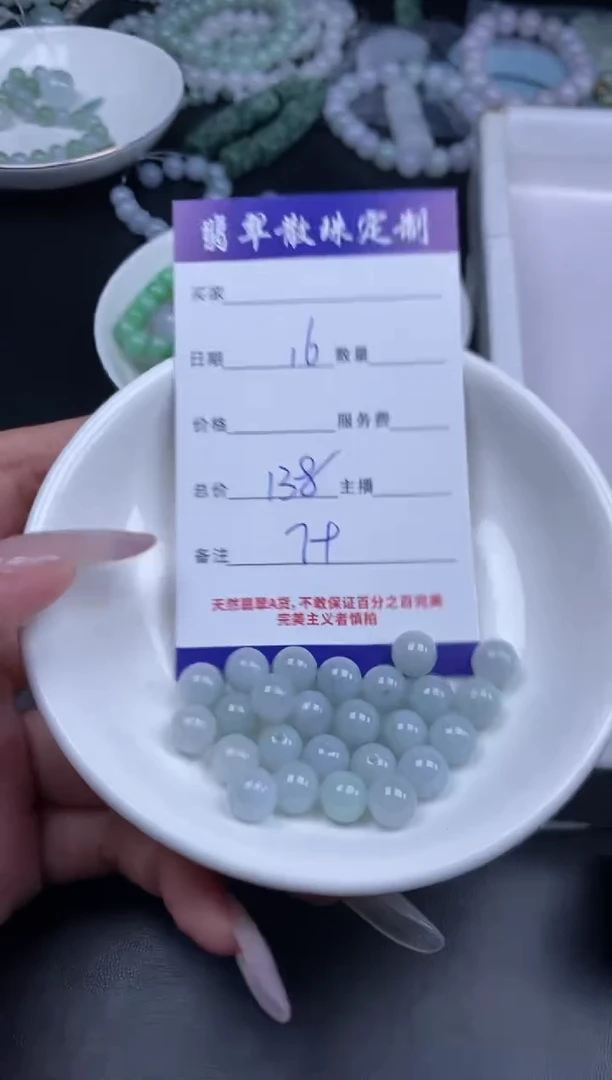 翡翠散珠定制
买家
日期 16 数量
价格 服务费
总价 138 主播
备注 7+
天然翡翠A货，不敢保证百分之百完美
完美主义者慎拍